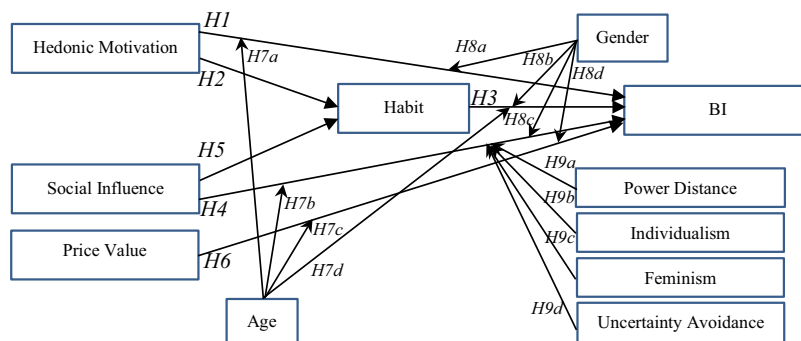 H1
Gender
Hedonic Motivation
H7a
H8a
H8b
H8d
H2
Habit
H3
BI
H8c
H5
H9a
Social Influence
Power Distance
H4
H7b
H9b
Price Value
H7c
Individualism
H9c
H6
H7d
Feminism
H9d
Age
Uncertainty Avoidance